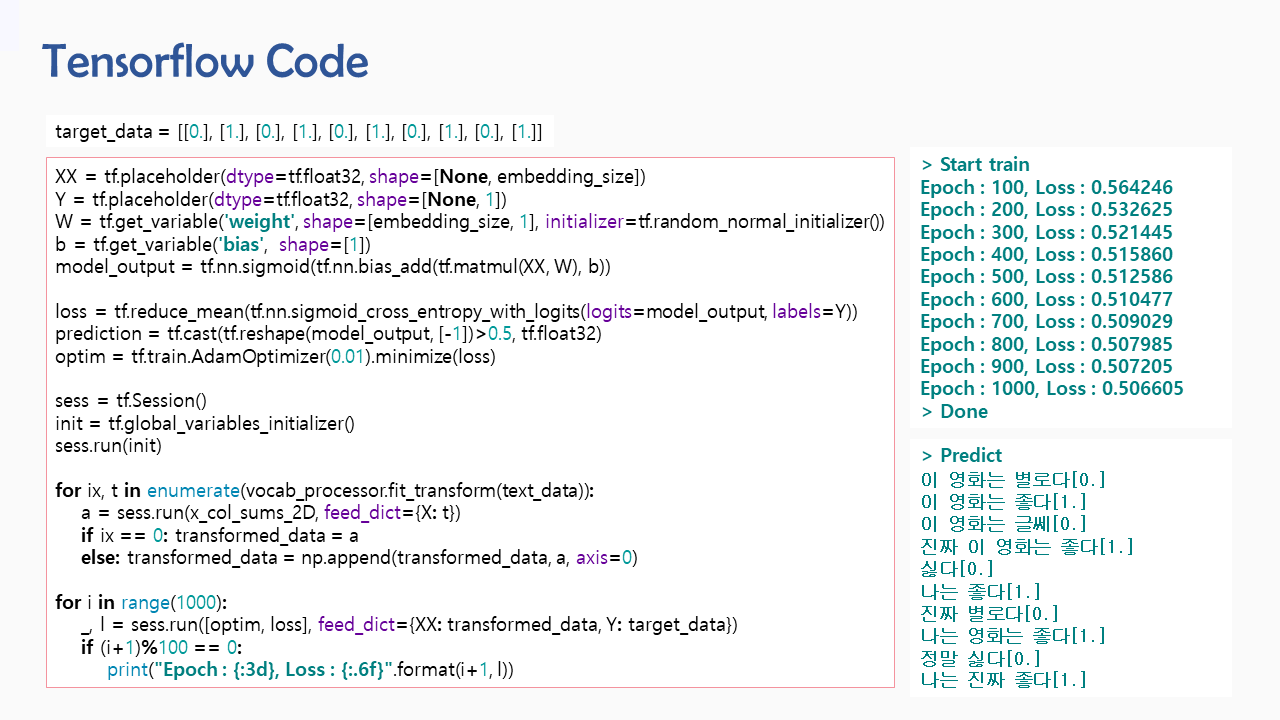 Tensorflow Code
target_data = [[0.], [1.], [0.], [1.], [0.], [1.], [0.], [1.], [0.], [1.]]
XX = tf.placeholder(dtype=tf.float32, shape=[None, embedding_size])
Y = tf.placeholder(dtype=tf.float32, shape=[None, 1])
W = tf.get_variable('weight', shape=[embedding_size, 1], initializer=tf.random_normal_initializer())
b = tf.get_variable('bias',  shape=[1])
model_output = tf.nn.sigmoid(tf.nn.bias_add(tf.matmul(XX, W), b))
loss = tf.reduce_mean(tf.nn.sigmoid_cross_entropy_with_logits(logits=model_output, labels=Y))
prediction = tf.cast(tf.reshape(model_output, [-1])>0.5, tf.float32)
optim = tf.train.AdamOptimizer(0.01).minimize(loss)
sess = tf.Session()
init = tf.global_variables_initializer()
sess.run(init)
for ix, t in enumerate(vocab_processor.fit_transform(text_data)):
    a = sess.run(x_col_sums_2D, feed_dict={X: t})
    if ix == 0: transformed_data = a
    else: transformed_data = np.append(transformed_data, a, axis=0)
for i in range(1000):
    _, l = sess.run([optim, loss], feed_dict={XX: transformed_data, Y: target_data})
    if (i+1)%100 == 0:
        print("Epoch : {:3d}, Loss : {:.6f}".format(i+1, l))
> Start train
Epoch : 100, Loss : 0.564246
Epoch : 200, Loss : 0.532625
Epoch : 300, Loss : 0.521445
Epoch : 400, Loss : 0.515860
Epoch : 500, Loss : 0.512586
Epoch : 600, Loss : 0.510477
Epoch : 700, Loss : 0.509029
Epoch : 800, Loss : 0.507985
Epoch : 900, Loss : 0.507205
Epoch : 1000, Loss : 0.506605
> Done
> Predict
이 영화는 별로다[0.]
이 영화는 좋다[1.]
이 영화는 글쎄[0.]
진짜 이 영화는 좋다[1.]
싫다[0.]
나는 좋다[1.]
진짜 별로다[0.]
나는 영화는 좋다[1.]
정말 싫다[0.]
나는 진짜 좋다[1.]